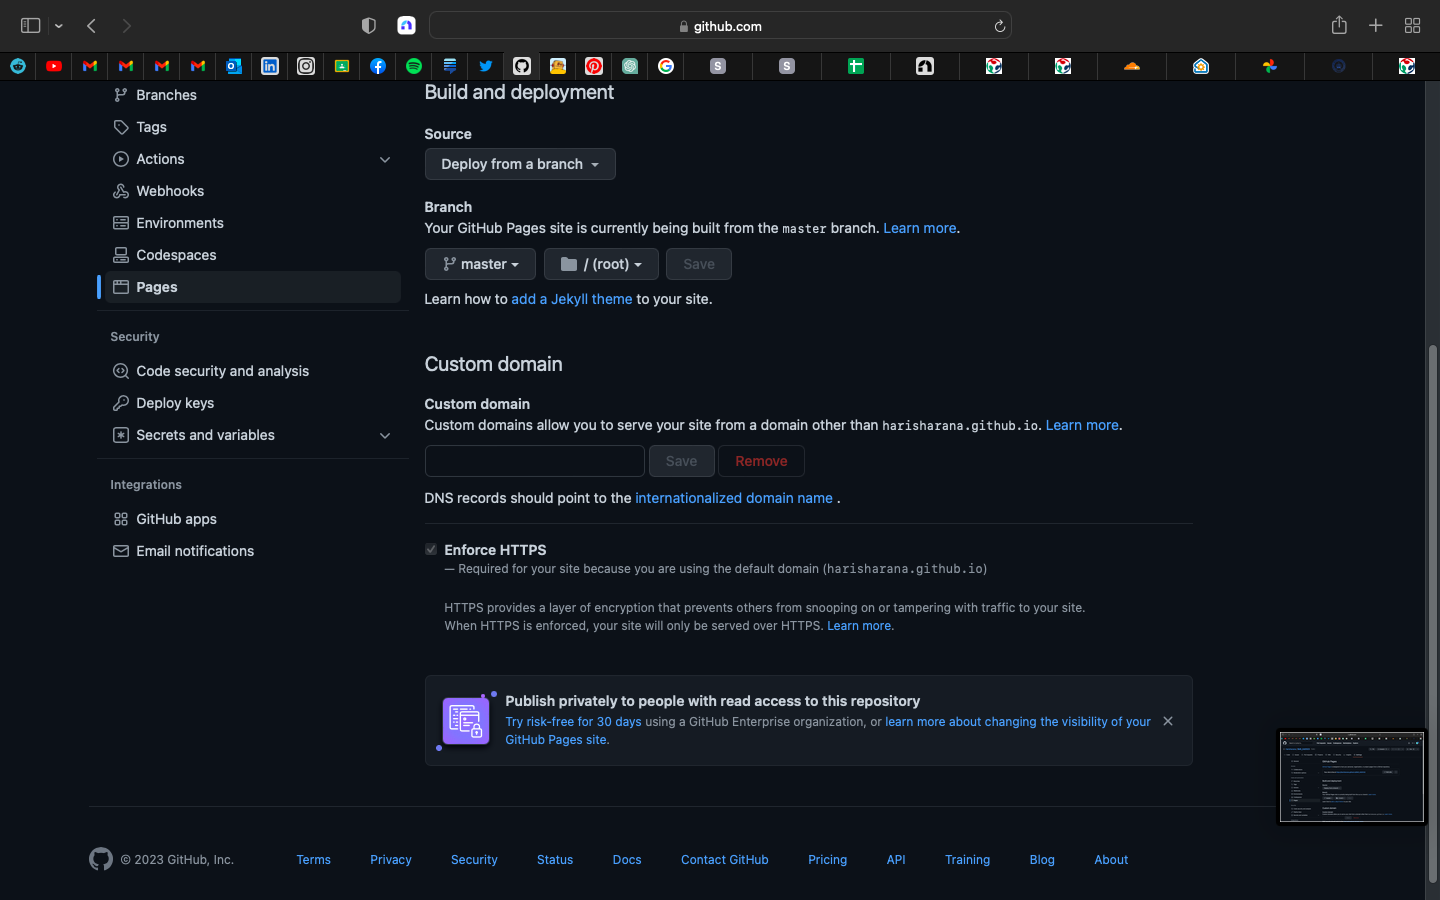 github.com
Branches
Tags
Actions
Webhooks
Environments
Codespaces
Pages
Security
Code security and analysis
Deploy keys
Secrets and variables
Integrations
GitHub apps
Email notifications
Build and deployment
Source
Deploy from a branch
Branch
Your GitHub Pages site is currently being built from the master branch. Learn more.
master
/ (root)
Save
Learn how to add a Jekyll theme to your site.
Custom domain
Custom domain
Custom domains allow you to serve your site from a domain other than harisharana.github.io. Learn more.
Save
Remove
DNS records should point to the internationalized domain name .
Enforce HTTPS
— Required for your site because you are using the default domain (harisharana.github.io)
HTTPS provides a layer of encryption that prevents others from snooping on or tampering with traffic to your site.
When HTTPS is enforced, your site will only be served over HTTPS. Learn more.
Publish privately to people with read access to this repository
Try risk-free for 30 days using a GitHub Enterprise organization, or learn more about changing the visibility of your
GitHub Pages site.
© 2023 GitHub, Inc.
Terms
Privacy
Security
Status
Docs
Contact GitHub
Pricing
API
Training
Blog
About